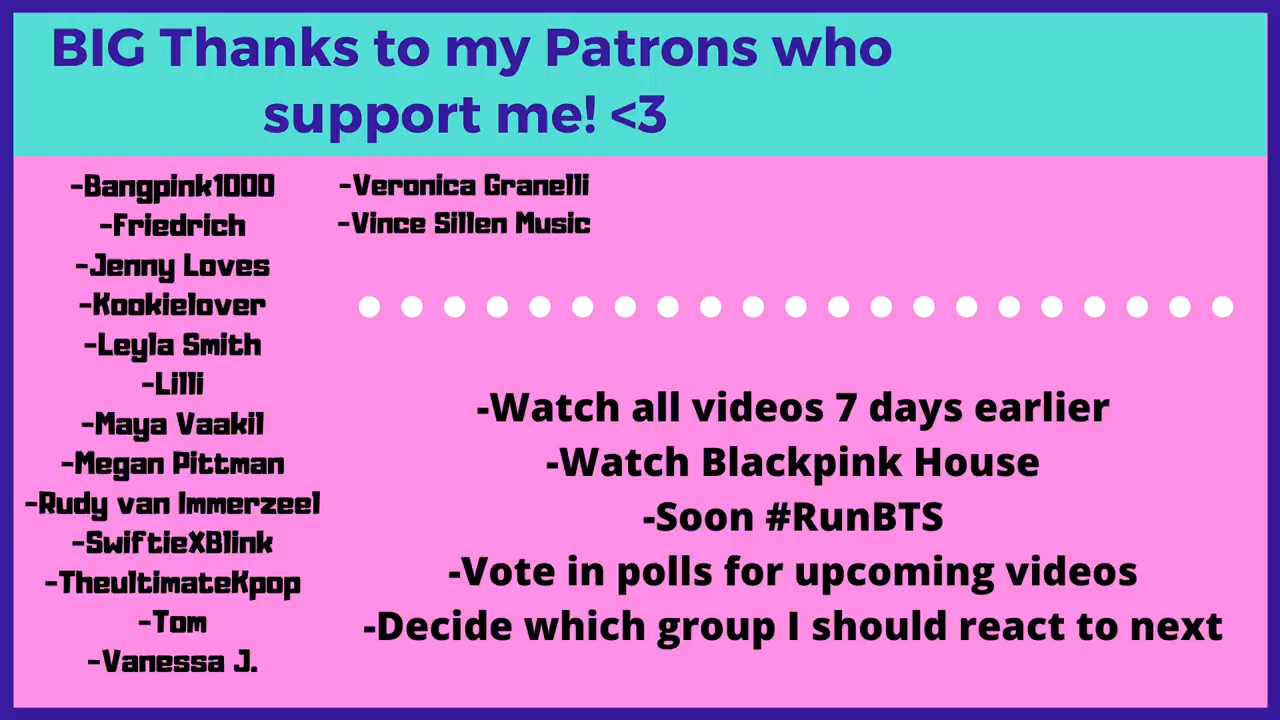 BIG Thanks to my Patrons who
support me! <3
-Bangpink1000
-Friedrich
-Jenny Loves
-Kookielover
-Leyla Smith
-Lilli
-Maya Vaakil
-Megan Pittman
-Rudy van Immerzeel
-SwiftieXBlink
-TheultimateKpop
-Tom
-Vanessa J.
-Veronica Granelli
-Vince Sillen Music
-Watch all videos 7 days earlier
-Watch Blackpink House
-Soon #RunBTS
-Vote in polls for upcoming videos
-Decide which group I should react to next